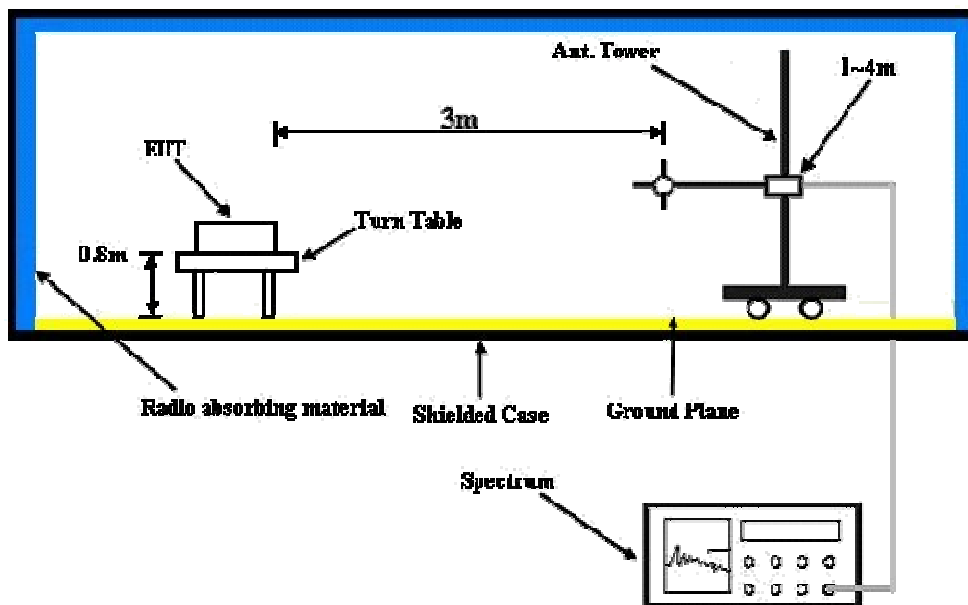 Ant. Tower
1~4m
3m
EUT
Turn Table
0.8m
Radio absorbing material
Shielded Case
Ground Plane
Spectrum